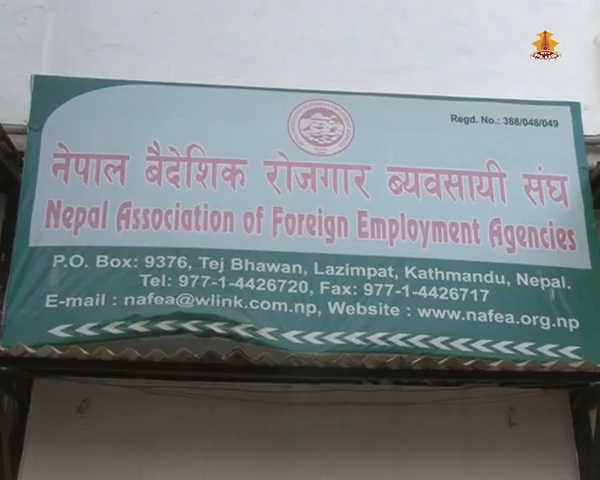 Regd. No.: 388/048/049
नेपाल बैदेशिक रोजगार ब्यवसायी संघ
Nepal Association of Foreign Employment Agencies
P.O. Box: 9376, Tej Bhawan, Lazimpat, Kathmandu, Nepal.
Tel: 977-1-4426720, Fax: 977-1-4426717
E-mail : nafea@wlink.com.np, Website : www.nafea.org.np